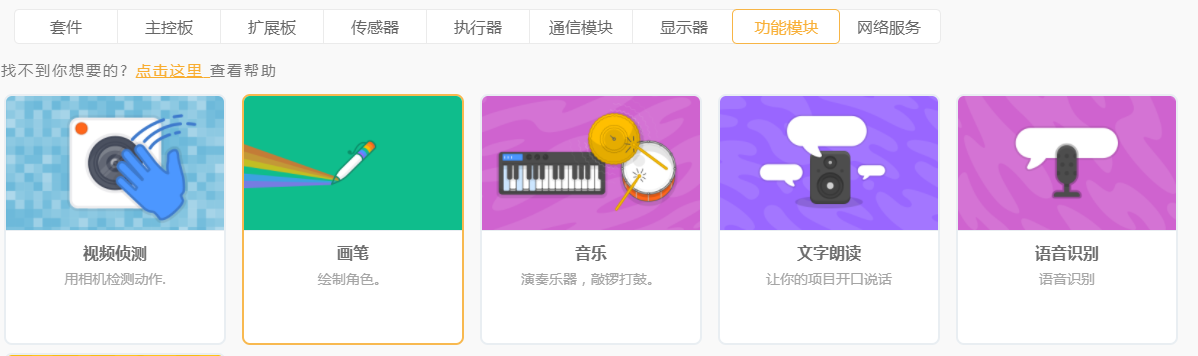 套件 主控板 扩展板 传感器 执行器 通信模块 显示器 功能模块 网络服务
找不到你想要的? 点击这里 查看帮助
视频侦测 画笔 音乐 文字朗读 语音识别
用相机检测动作. 绘制角色。 演奏乐器，敲锣打鼓。 让你的项目开口说话 语音识别